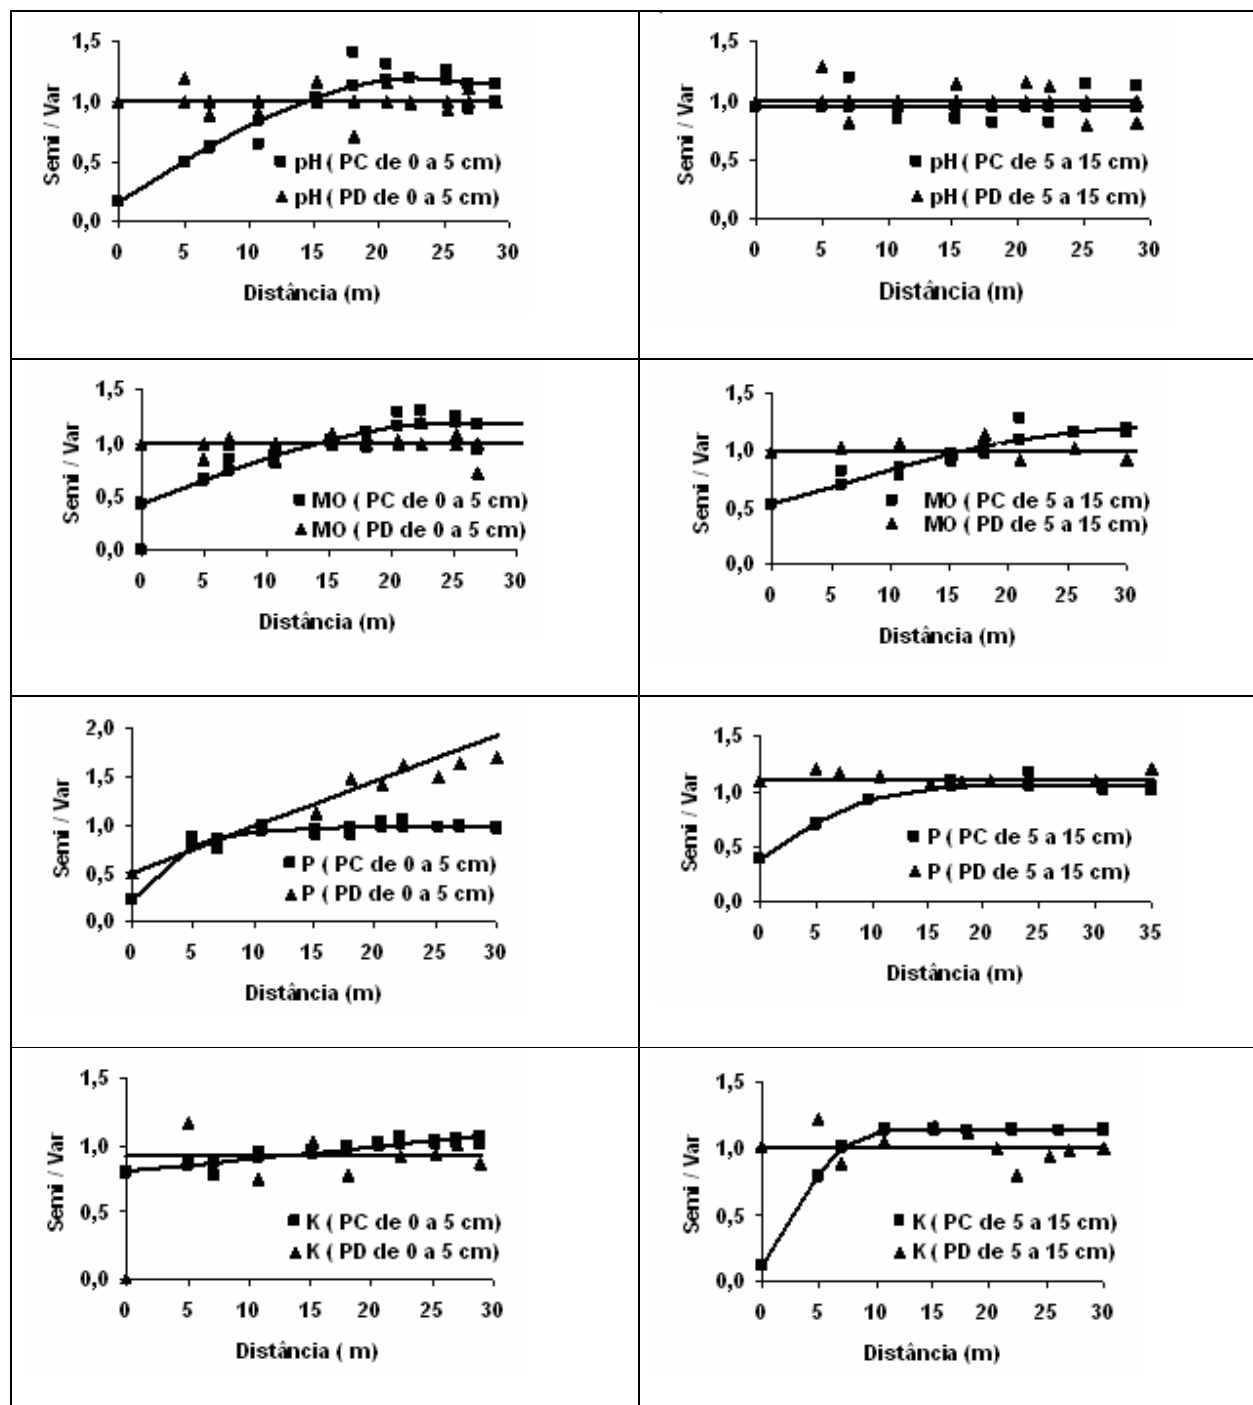 1,5
1,0
0,5
0,0
Semi / Var
pH ( PC de 0 a 5 cm)
pH ( PD de 0 a 5 cm)
0 5 10 15 20 25 30
Distância (m)
1,5
1,0
0,5
0,0
Semi / Var
pH ( PC de 5 a 15 cm)
pH ( PD de 5 a 15 cm)
0 5 10 15 20 25 30
Distância (m)
1,5
1,0
0,5
0,0
Semi / Var
MO ( PC de 0 a 5 cm)
MO ( PD de 0 a 5 cm)
0 5 10 15 20 25 30
Distância (m)
1,5
1,0
0,5
0,0
Semi / Var
MO ( PC de 5 a 15 cm)
MO ( PD de 5 a 15 cm)
0 5 10 15 20 25 30
Distância (m)
2,0
1,5
1,0
0,5
0,0
Semi / Var
P ( PC de 0 a 5 cm)
P ( PD de 0 a 5 cm)
0 5 10 15 20 25 30
Distância (m)
1,5
1,0
0,5
0,0
Semi / Var
P ( PC de 5 a 15 cm)
P ( PD de 5 a 15 cm)
0 5 10 15 20 25 30 35
Distância (m)
1,5
1,0
0,5
0,0
Semi / Var
K ( PC de 0 a 5 cm)
K ( PD de 0 a 5 cm)
0 5 10 15 20 25 30
Distância ( m)
1,5
1,0
0,5
0,0
Semi / Var
K ( PC de 5 a 15 cm)
K ( PD de 5 a 15 cm)
0 5 10 15 20 25 30
Distância (m)